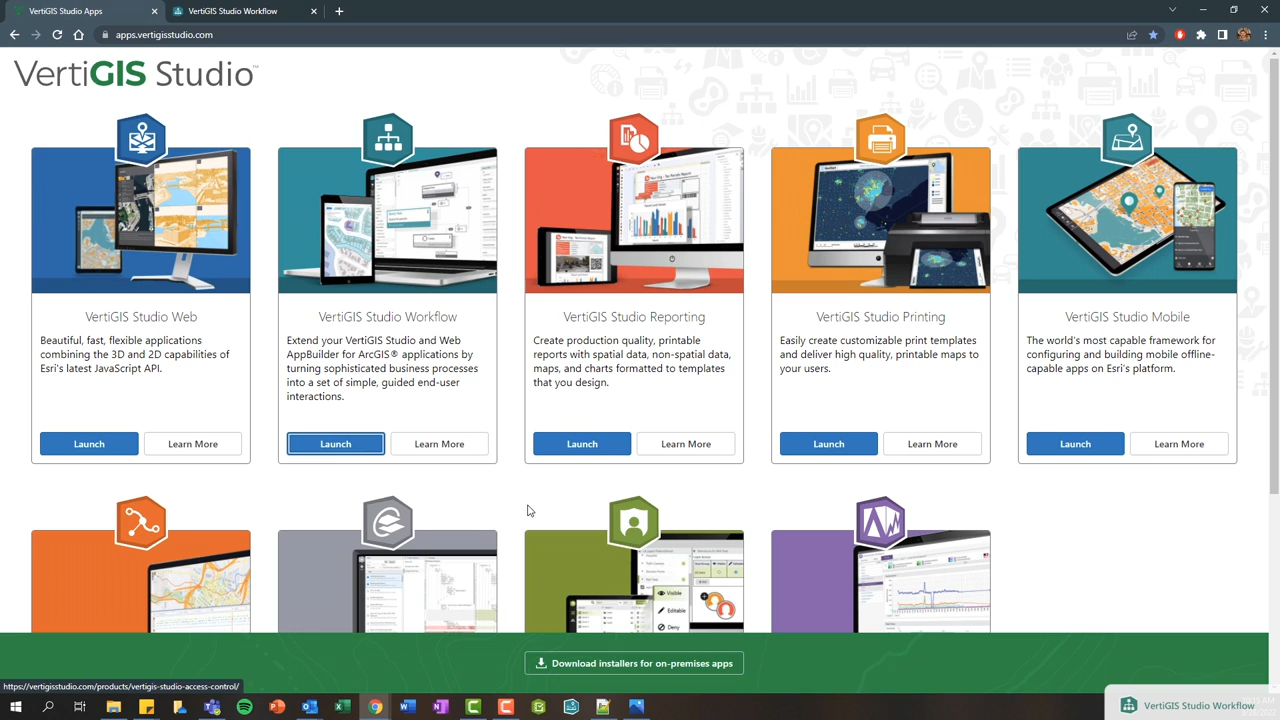 VertiGIS Studio Apps
VertiGIS Studio Workflow
apps.vertigisstudio.com
VertiGIS Studio™
VertiGIS Studio Web
Beautiful, fast, flexible applications
combining the 3D and 2D capabilities of
Esri's latest JavaScript API.
Launch
Learn More
VertiGIS Studio Workflow
Extend your VertiGIS Studio and Web
AppBuilder for ArcGIS® applications by
turning sophisticated business processes
into a set of simple, guided end-user
interactions.
Launch
Learn More
VertiGIS Studio Reporting
Create production quality, printable
reports with spatial data, non-spatial data,
maps, and charts formatted to templates
that you design.
Launch
Learn More
VertiGIS Studio Printing
Easily create customizable print templates
and deliver high quality, printable maps to
your users.
Launch
Learn More
VertiGIS Studio Mobile
The world's most capable framework for
configuring and building mobile offline-
capable apps on Esri's platform.
Launch
Learn More
Visible
Editable
Deny
Download installers for on-premises apps
https://vertigisstudio.com/products/vertigis-studio-access-control/
VertiGIS Studio Workflow